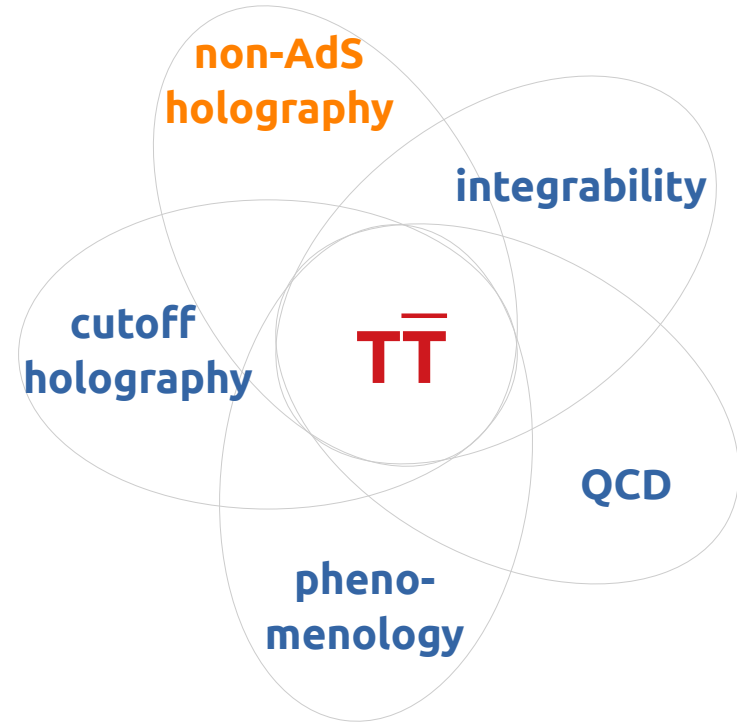 non-AdS
holography
integrability
cutoff
holography
TT̅
QCD
pheno-
menology